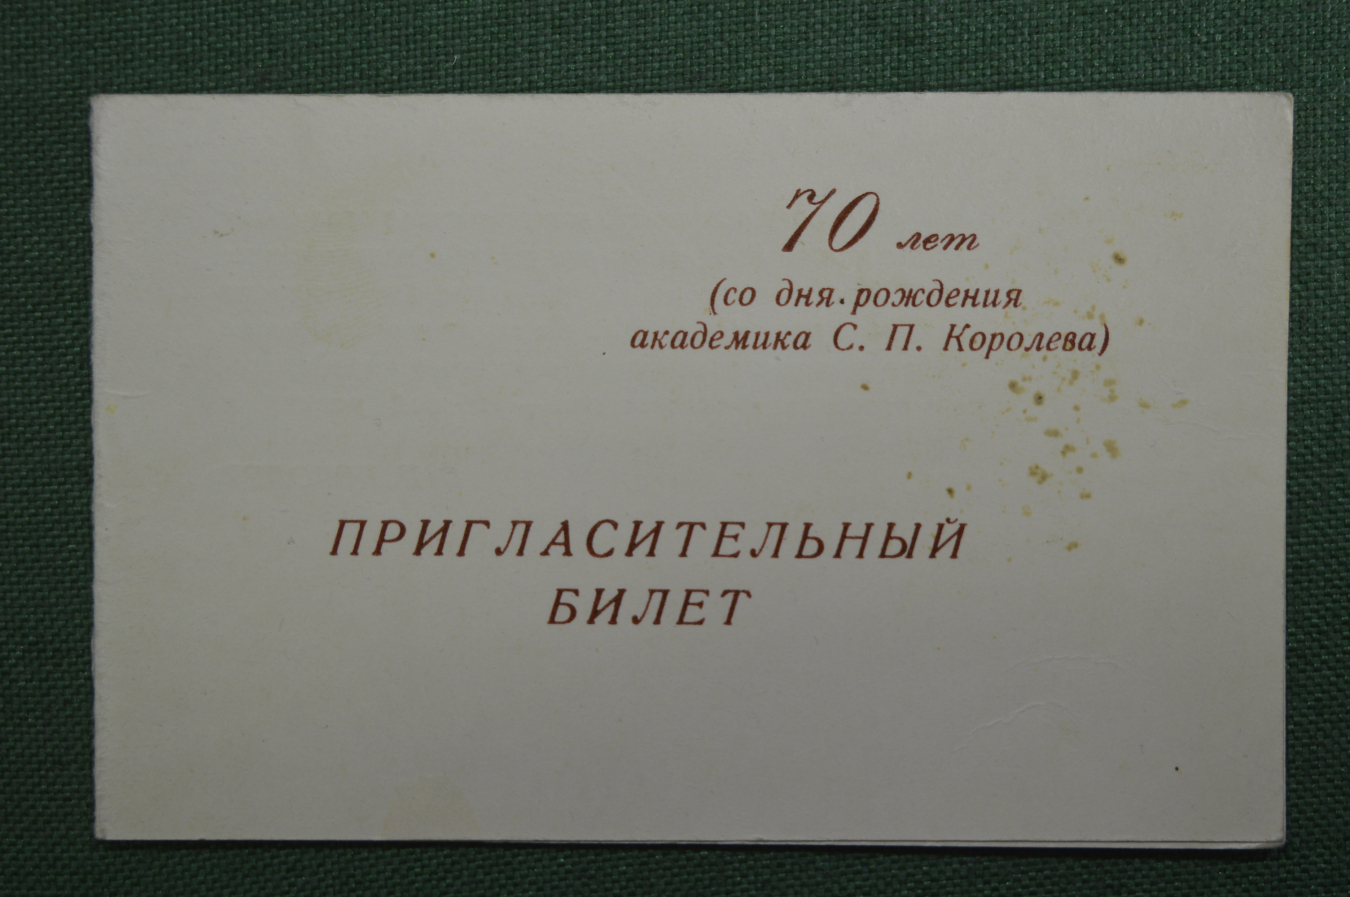 70 лет
(со дня рождения
академика С. П. Королева)
ПРИГЛАСИТЕЛЬНЫЙ
БИЛЕТ